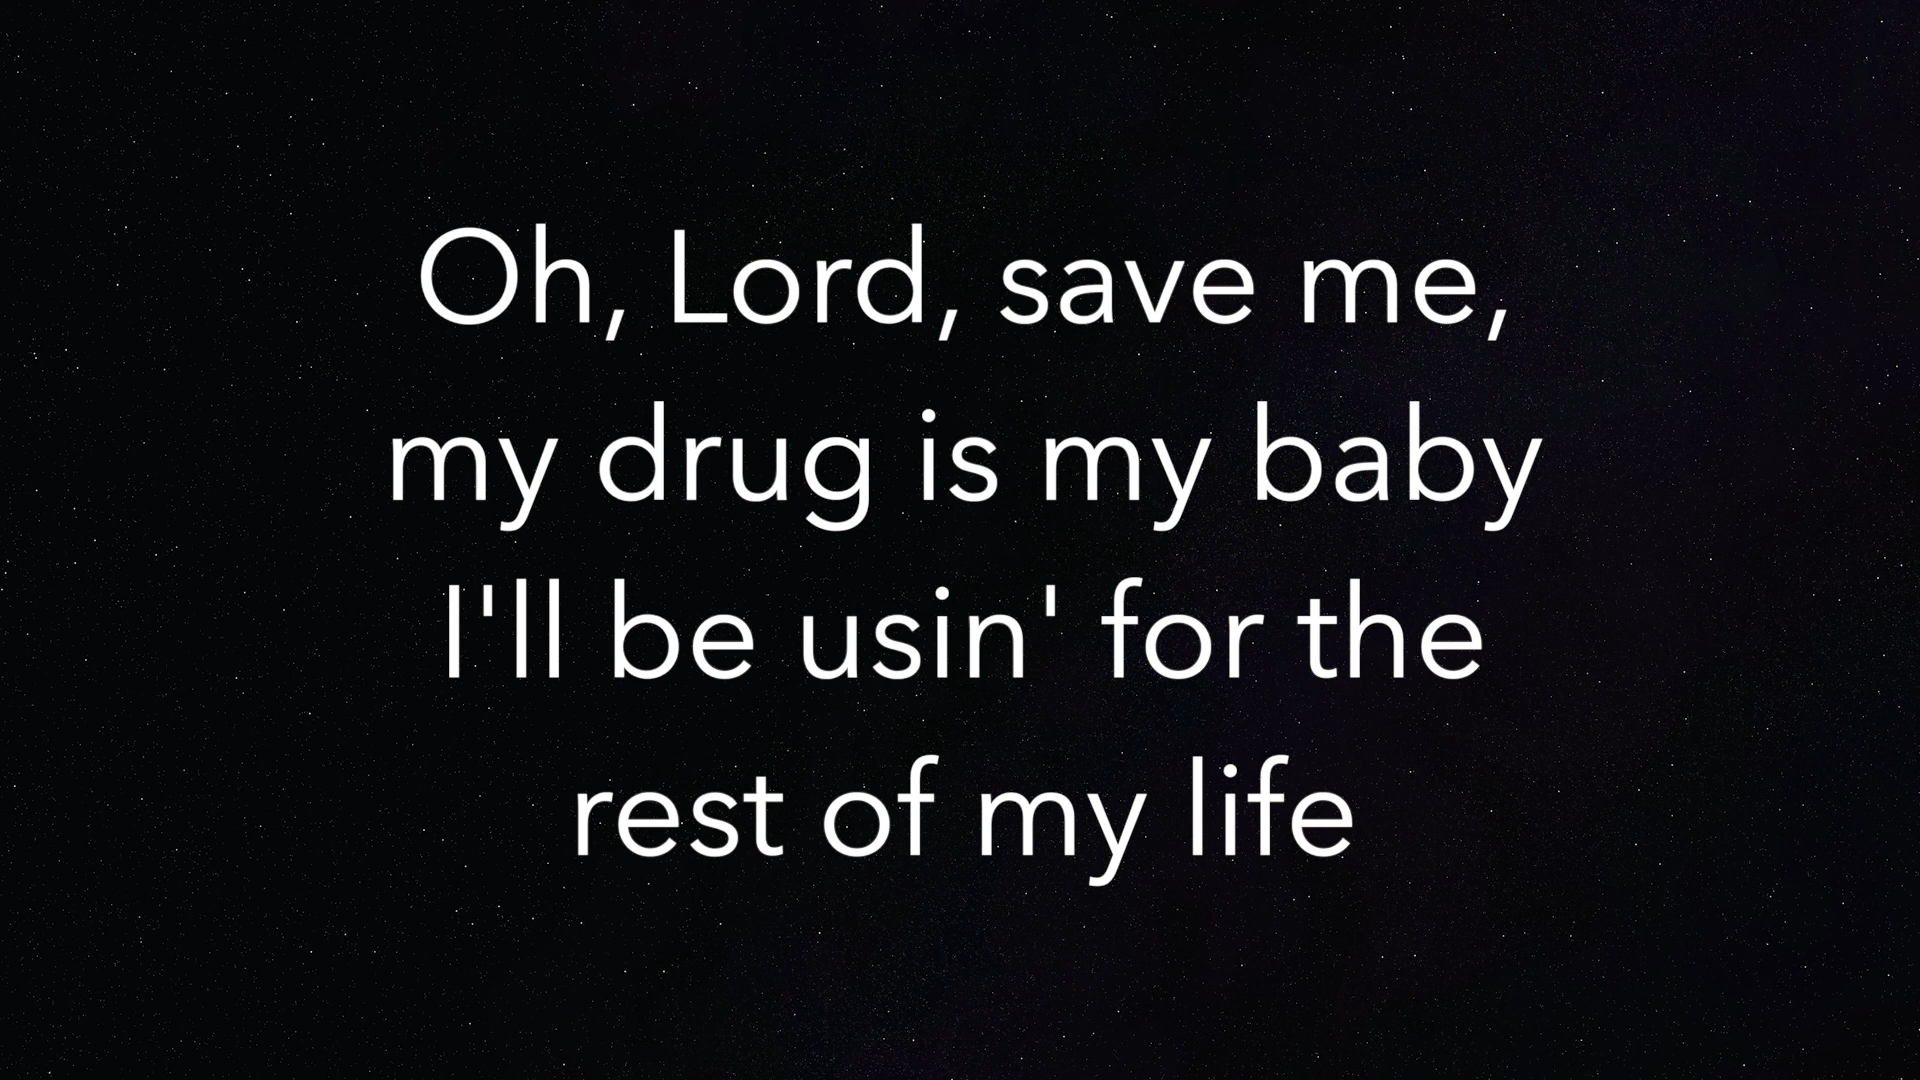 Oh, Lord, save me,
my drug is my baby
I'll be usin' for the
rest of my life